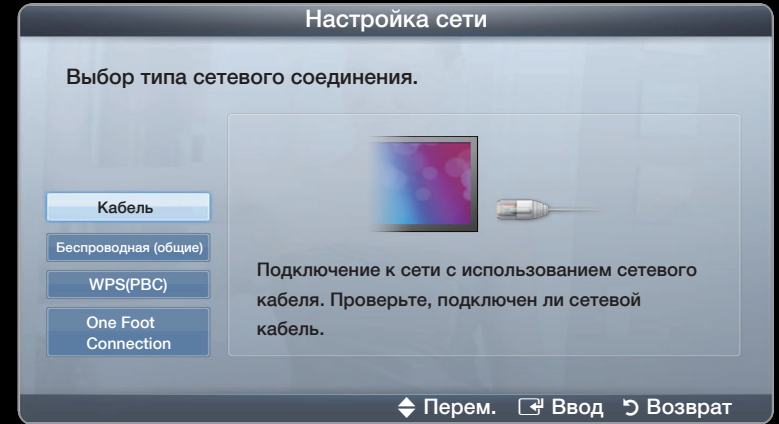 Настройка сети
Выбор типа сетевого соединения.
Кабель
Беспроводная (общие)
WPS(PBC)
One Foot
Connection
Подключение к сети с использованием сетевого
кабеля. Проверьте, подключен ли сетевой
кабель.
Перем. Ввод Возврат